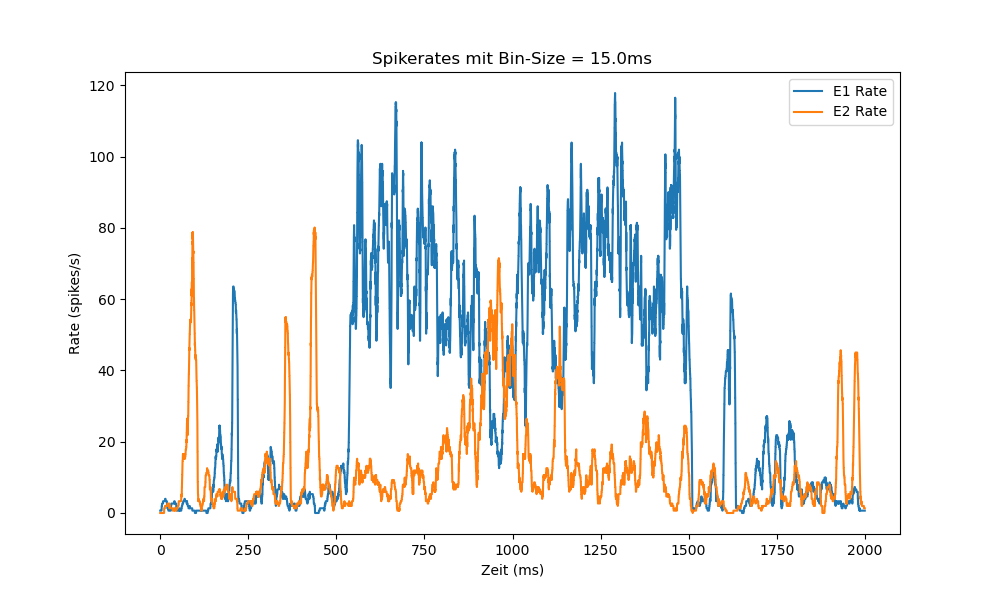 Spikerates mit Bin-Size = 15.0ms
E1 Rate
E2 Rate
120
100
80
60
40
20
0
Rate (spikes/s)
0 250 500 750 1000 1250 1500 1750 2000
Zeit (ms)